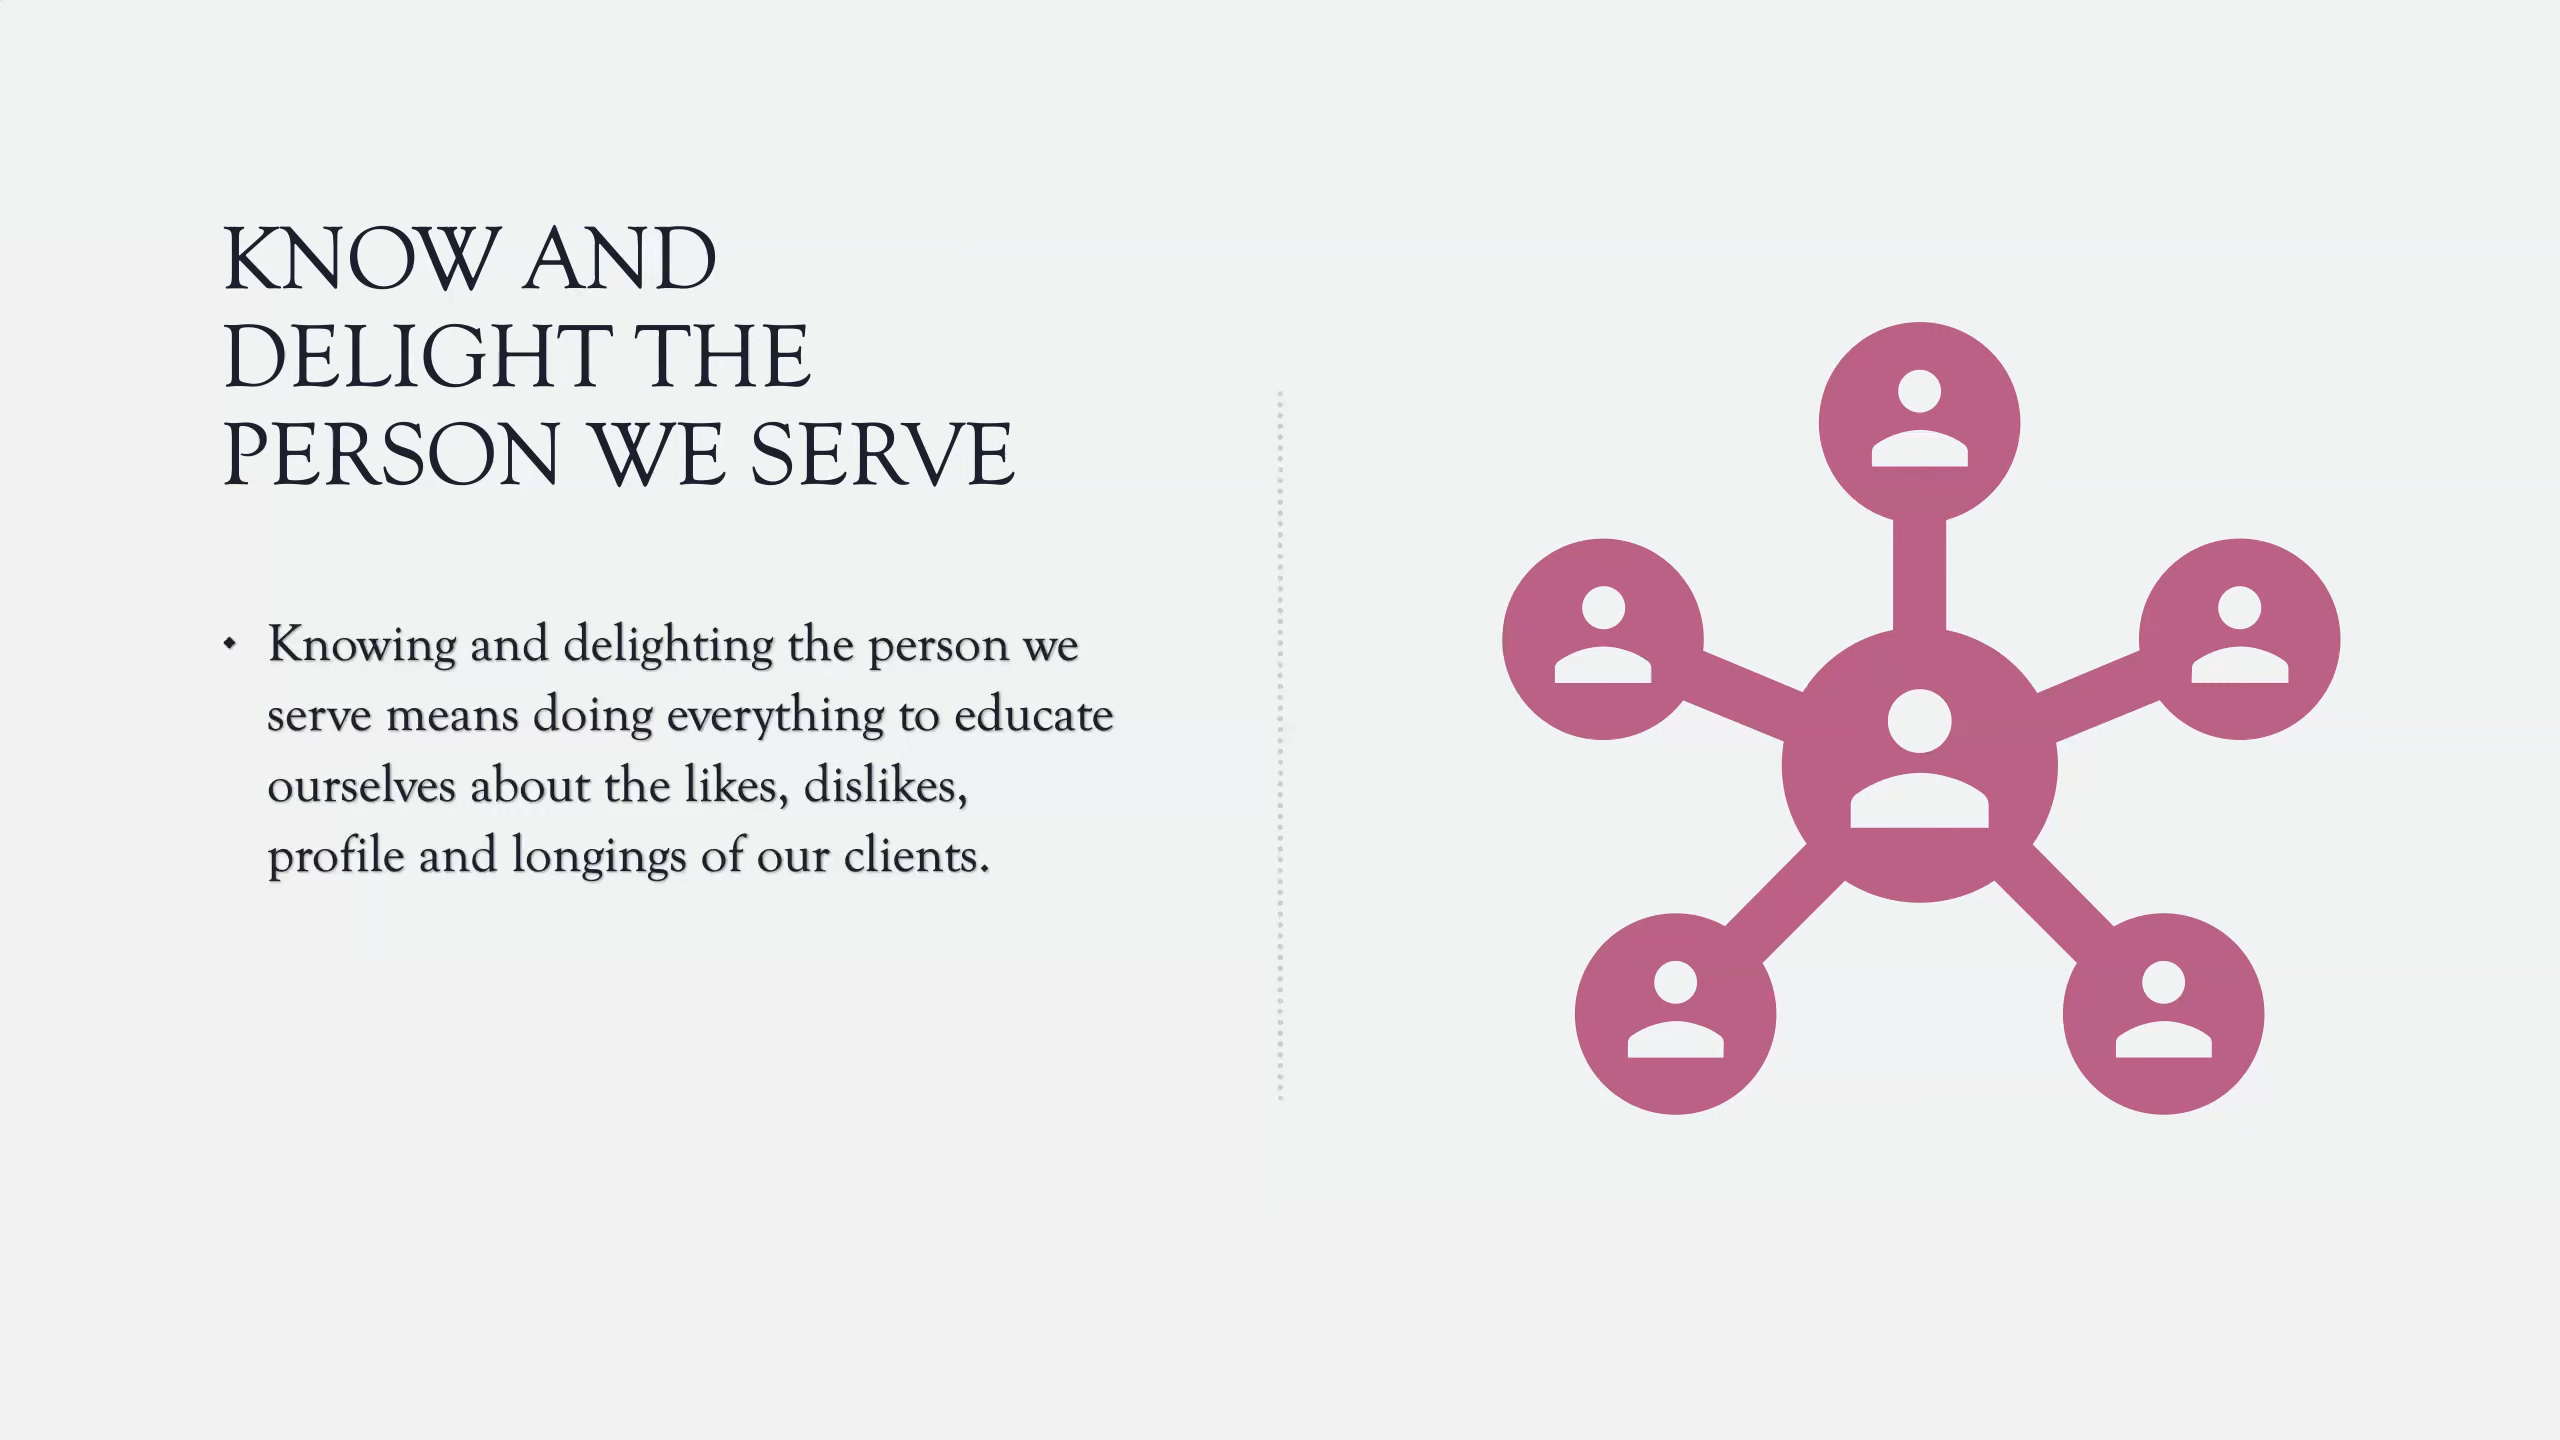 KNOW AND
DELIGHT THE
PERSON WE SERVE
• Knowing and delighting the person we
serve means doing everything to educate
ourselves about the likes, dislikes,
profile and longings of our clients.